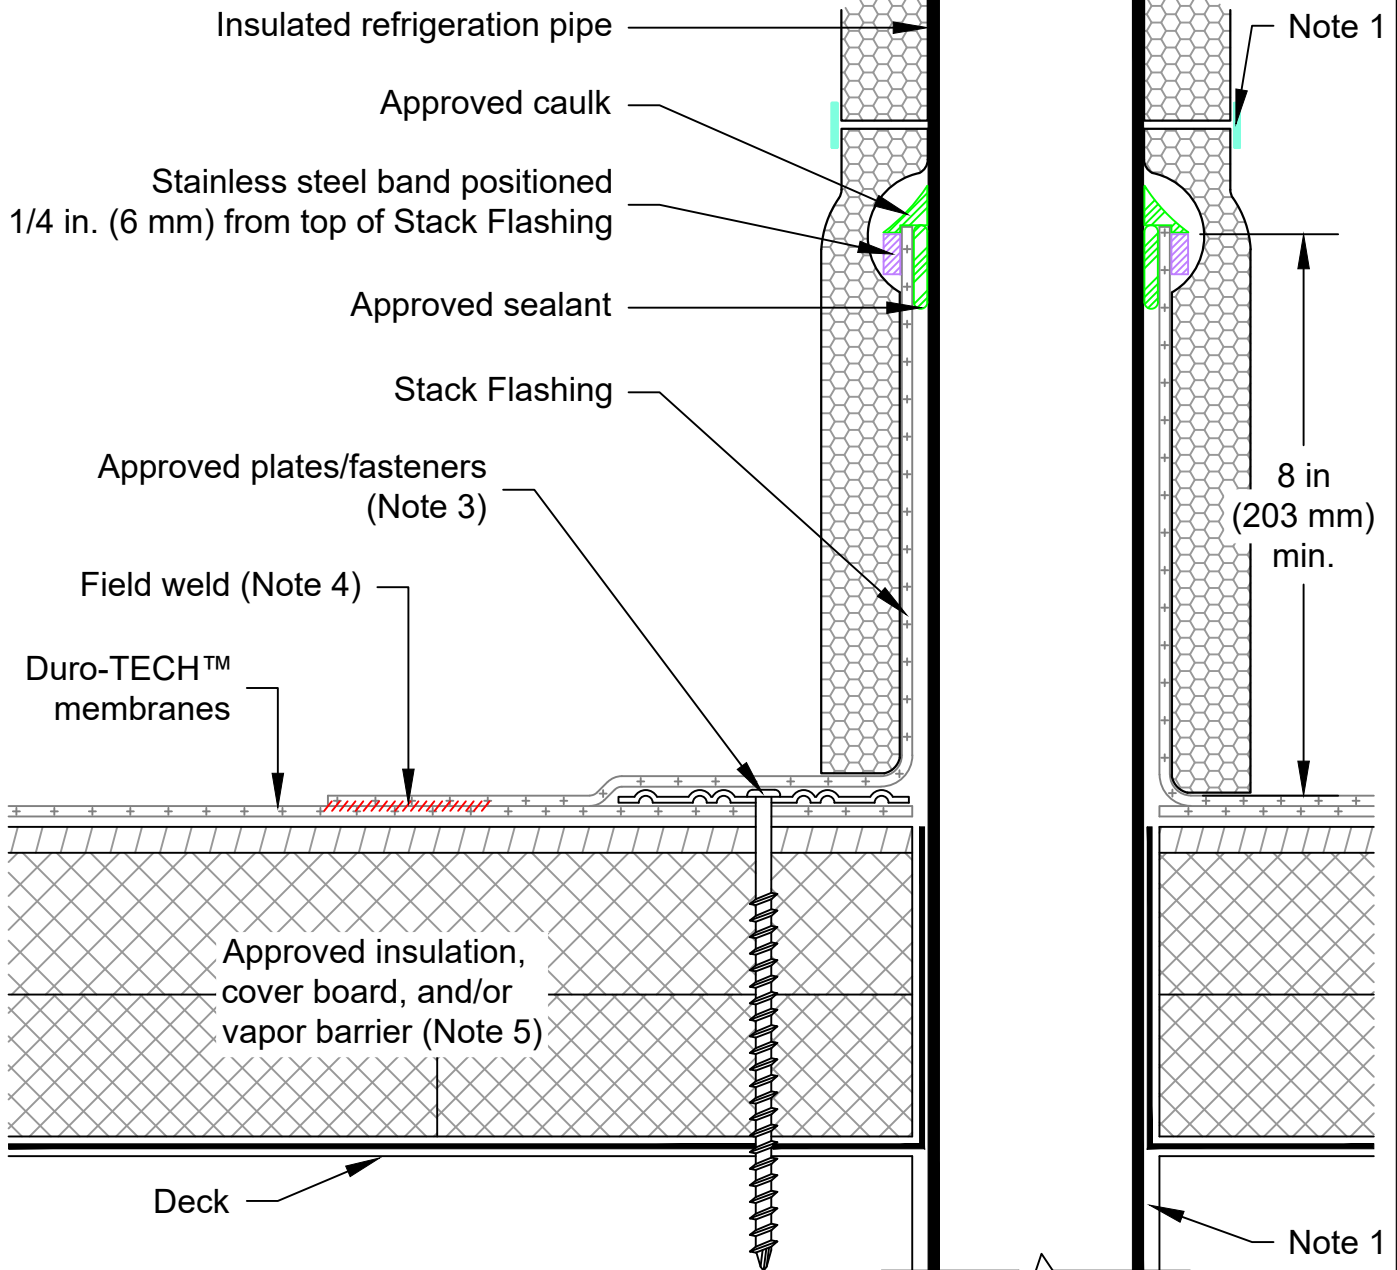 Insulated refrigeration pipe
Note 1
Approved caulk
Stainless steel band positioned
1/4 in. (6 mm) from top of Stack Flashing
Approved sealant
Stack Flashing
Approved plates/fasteners
(Note 3)
8 in
(203 mm)
min.
Field weld (Note 4)
Duro-TECH™
membranes
Approved insulation,
cover board, and/or
vapor barrier (Note 5)
Deck
Note 1